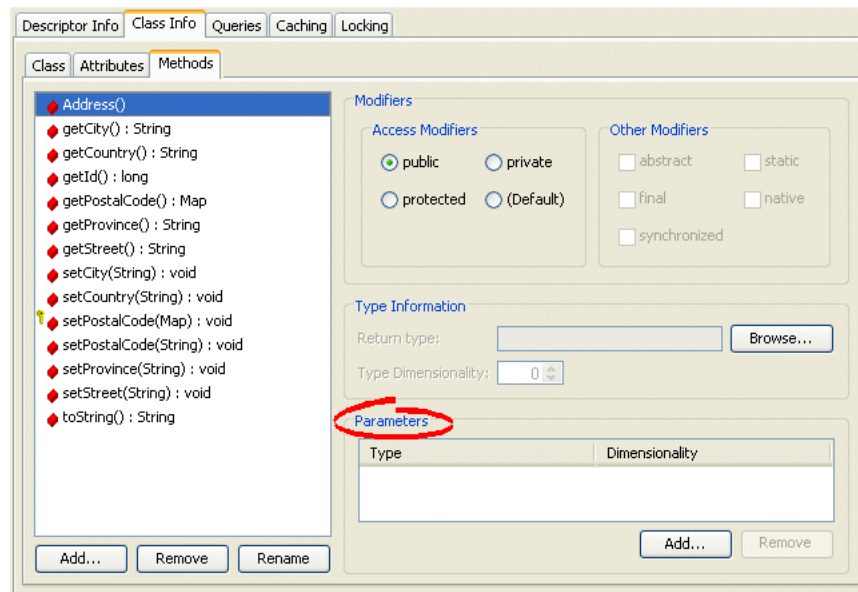 Descriptor Info Class Info Queries Caching Locking
Class Attributes Methods
Address()
getCity() : String
getCountry() : String
getId() : long
getPostalCode() : Map
getProvince() : String
getStreet() : String
setCity(String) : void
setCountry(String) : void
setPostalCode(Map) : void
setPostalCode(String) : void
setProvince(String) : void
setStreet(String) : void
toString() : String
Add... Remove Rename
Modifiers
Access Modifiers
public private
protected (Default)
Other Modifiers
abstract static
final native
synchronized
Type Information
Return type: Browse...
Type Dimensionality: 0
Parameters
Type Dimensionality
Add... Remove